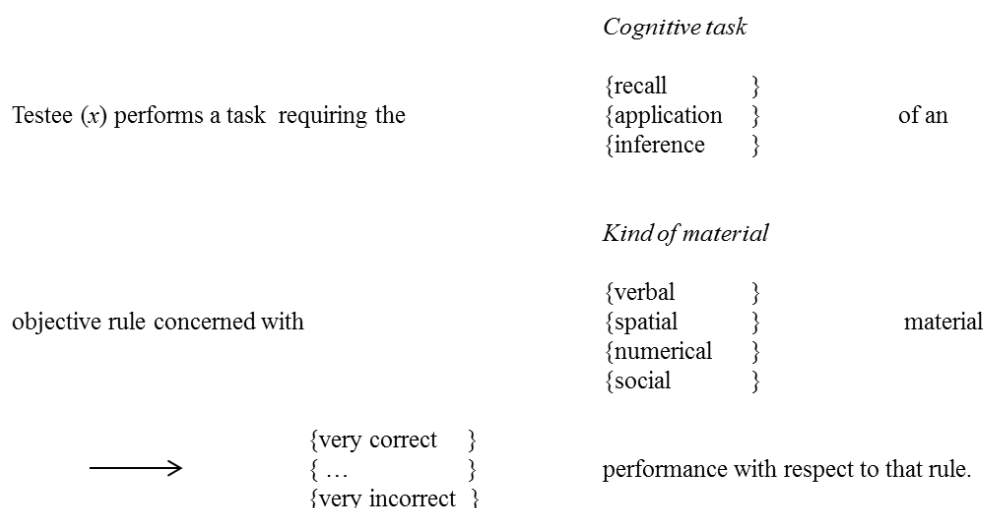 Cognitive task
{recall }
Testee (x) performs a task requiring the {application } of an
{inference }
Kind of material
{verbal }
objective rule concerned with {spatial } material
{numerical }
{social }
{very correct }
{ ... } performance with respect to that rule.
{very incorrect }